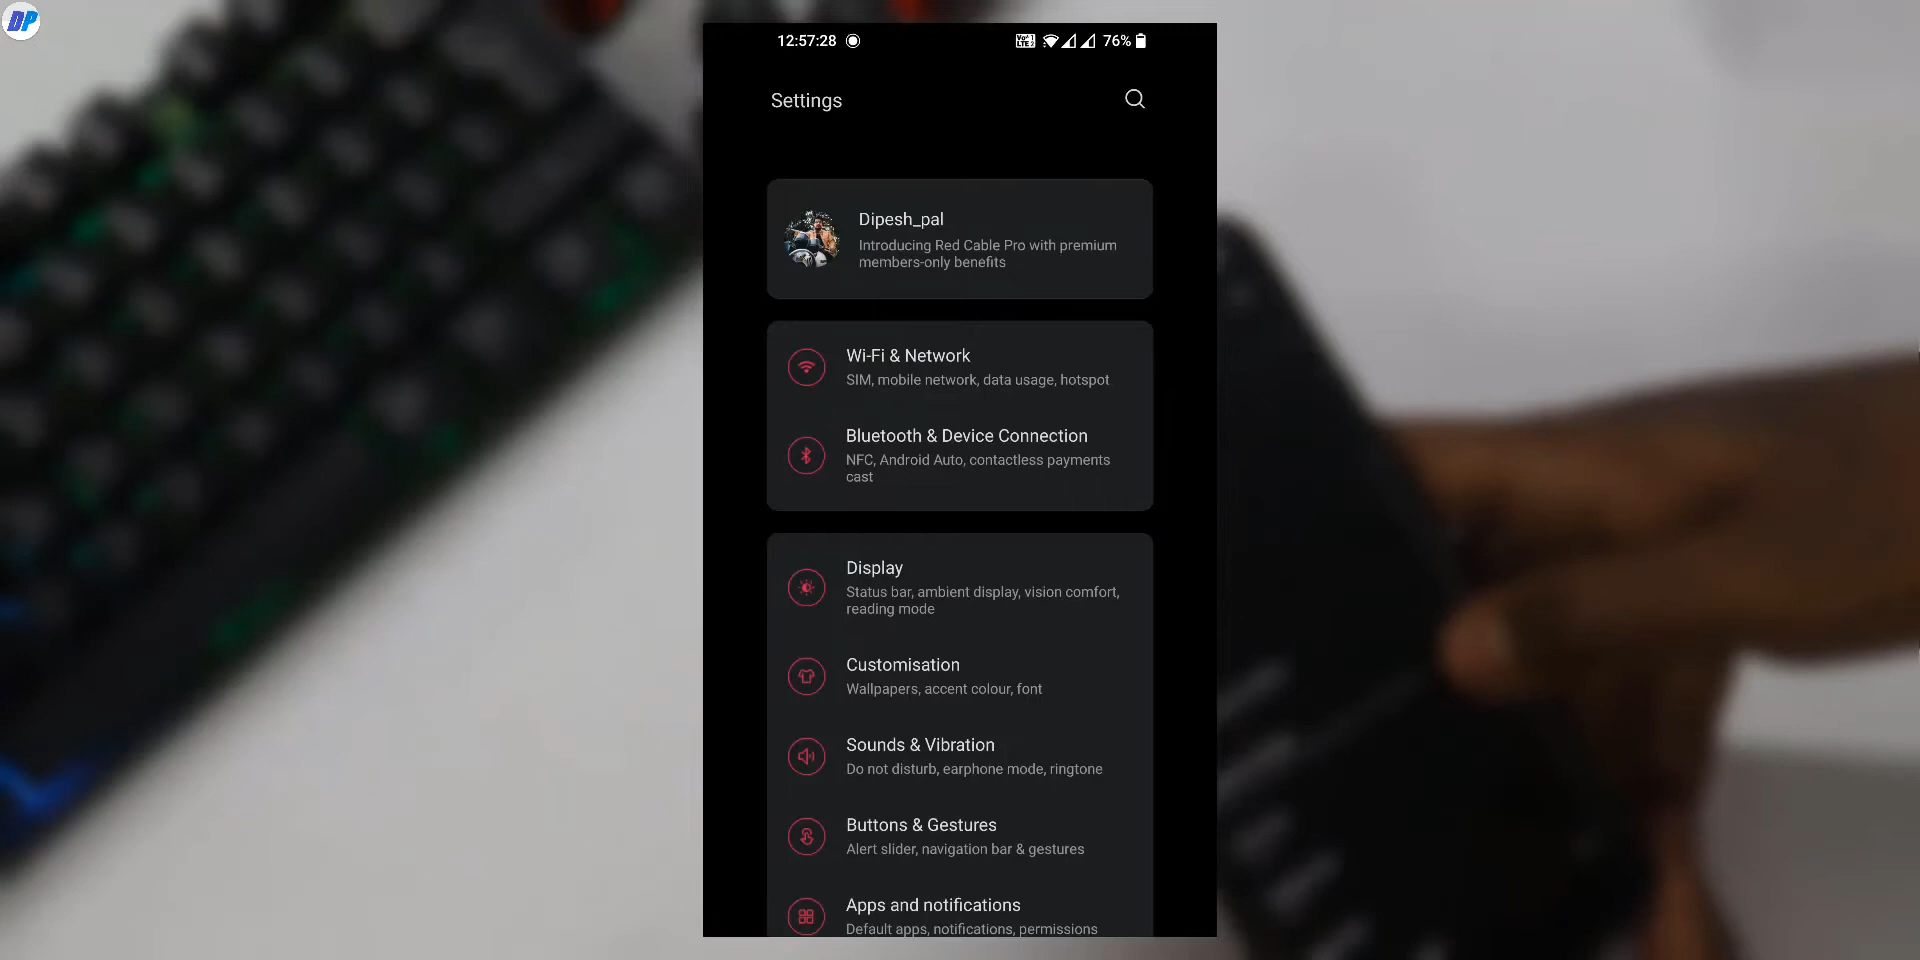 DP
12:57:28
76%
Settings
Dipesh_pal
Introducing Red Cable Pro with premium
members-only benefits
Wi-Fi & Network
SIM, mobile network, data usage, hotspot
Bluetooth & Device Connection
NFC, Android Auto, contactless payments
cast
Display
Status bar, ambient display, vision comfort,
reading mode
Customisation
Wallpapers, accent colour, font
Sounds & Vibration
Do not disturb, earphone mode, ringtone
Buttons & Gestures
Alert slider, navigation bar & gestures
Apps and notifications
Default apps, notifications, permissions